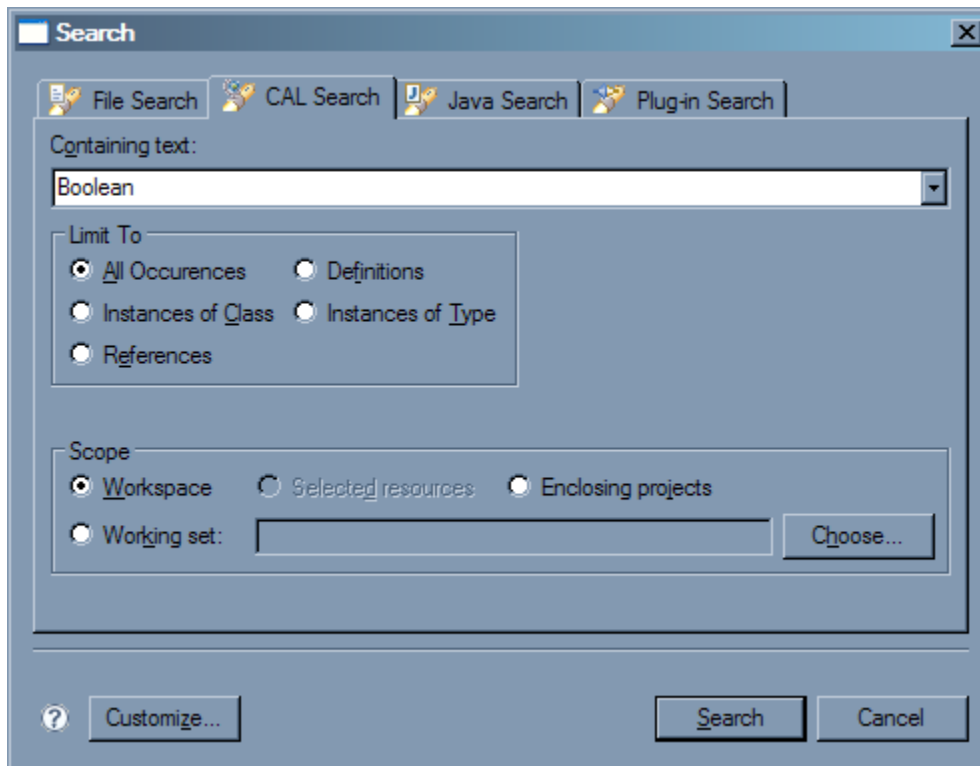 Search
File Search CAL Search Java Search Plug-in Search
Containing text:
Boolean
Limit To
All Occurences Definitions
Instances of Class Instances of Type
References
Scope
Workspace Selected resources Enclosing projects
Working set: Choose...
? Customize... Search Cancel